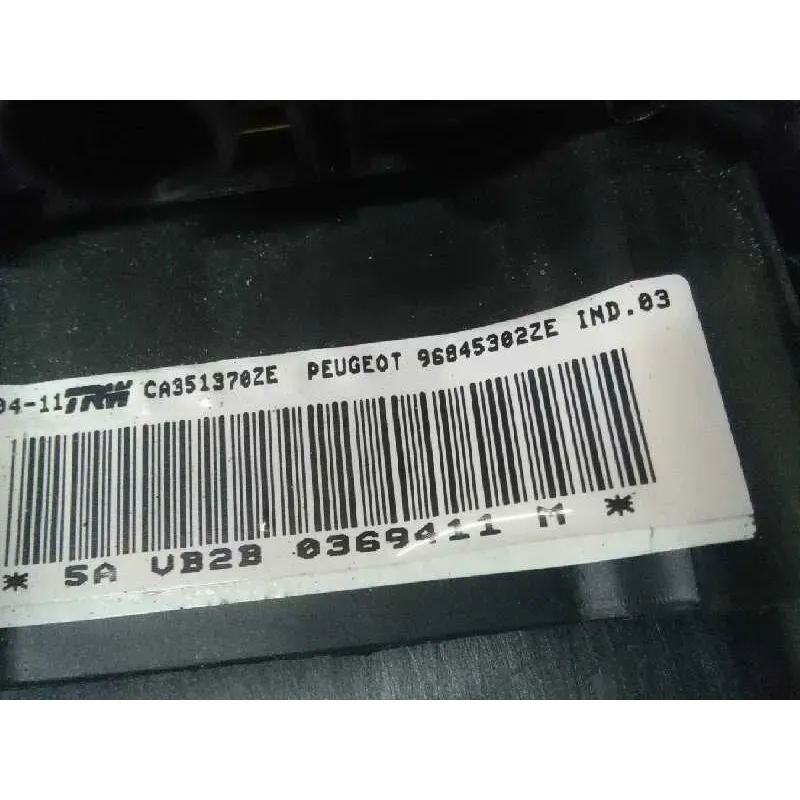 04-11 TRW CA351370ZE PEUGEOT 96845302ZE IND.03
* 5A VB2B 0369411 M *